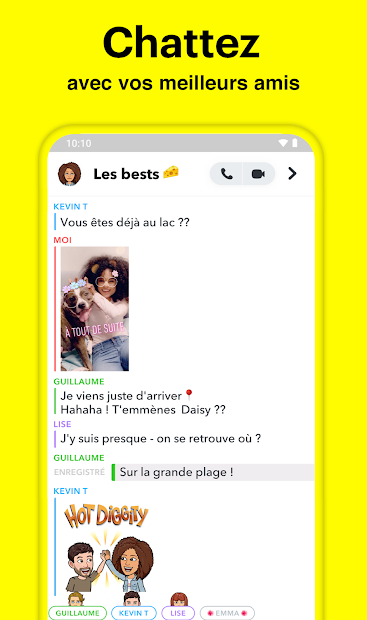 Chattez
avec vos meilleurs amis
10:10
Les bests
KEVIN T
Vous êtes déjà au lac ??
MOI
À TOUT DE SUITE
GUILLAUME
Je viens juste d'arriver
Hahaha ! T'emmènes Daisy ??
LISE
J'y suis presque - on se retrouve où ?
GUILLAUME
ENREGISTRÉ Sur la grande plage !
KEVIN T
HOT DIGGITY
GUILLAUME KEVIN T LISE EMMA